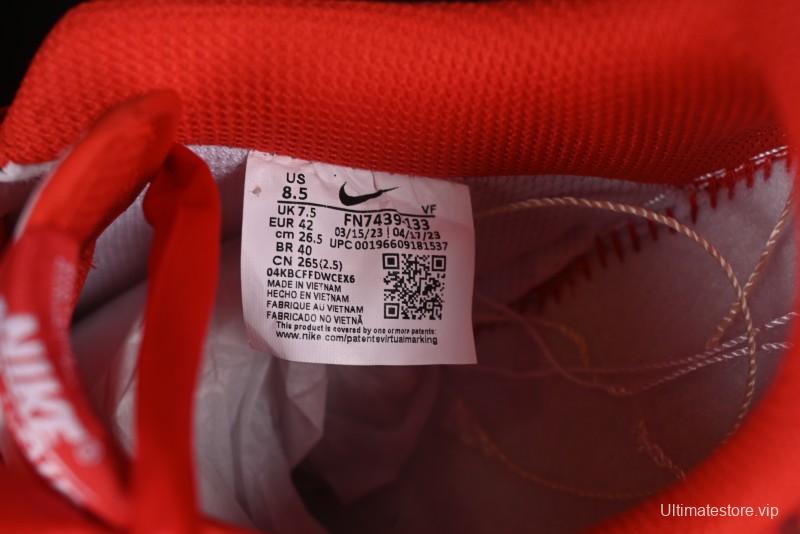 US
8.5
UK 7.5
EUR 42
cm 26.5
BR 40
CN 265(2.5)
VF
FN7439-133
03/15/23 | 04/17/23
UPC 00196609181537
04KBCFFDWCEX6
MADE IN VIETNAM
HECHO EN VIETNAM
FABRIQUE AU VIETNAM
FABRICADO NO VIETNÃ
This product is covered by one or more patents:
www.nike.com/patentsvirtualmarking
NIKE
Ultimatestore.vip